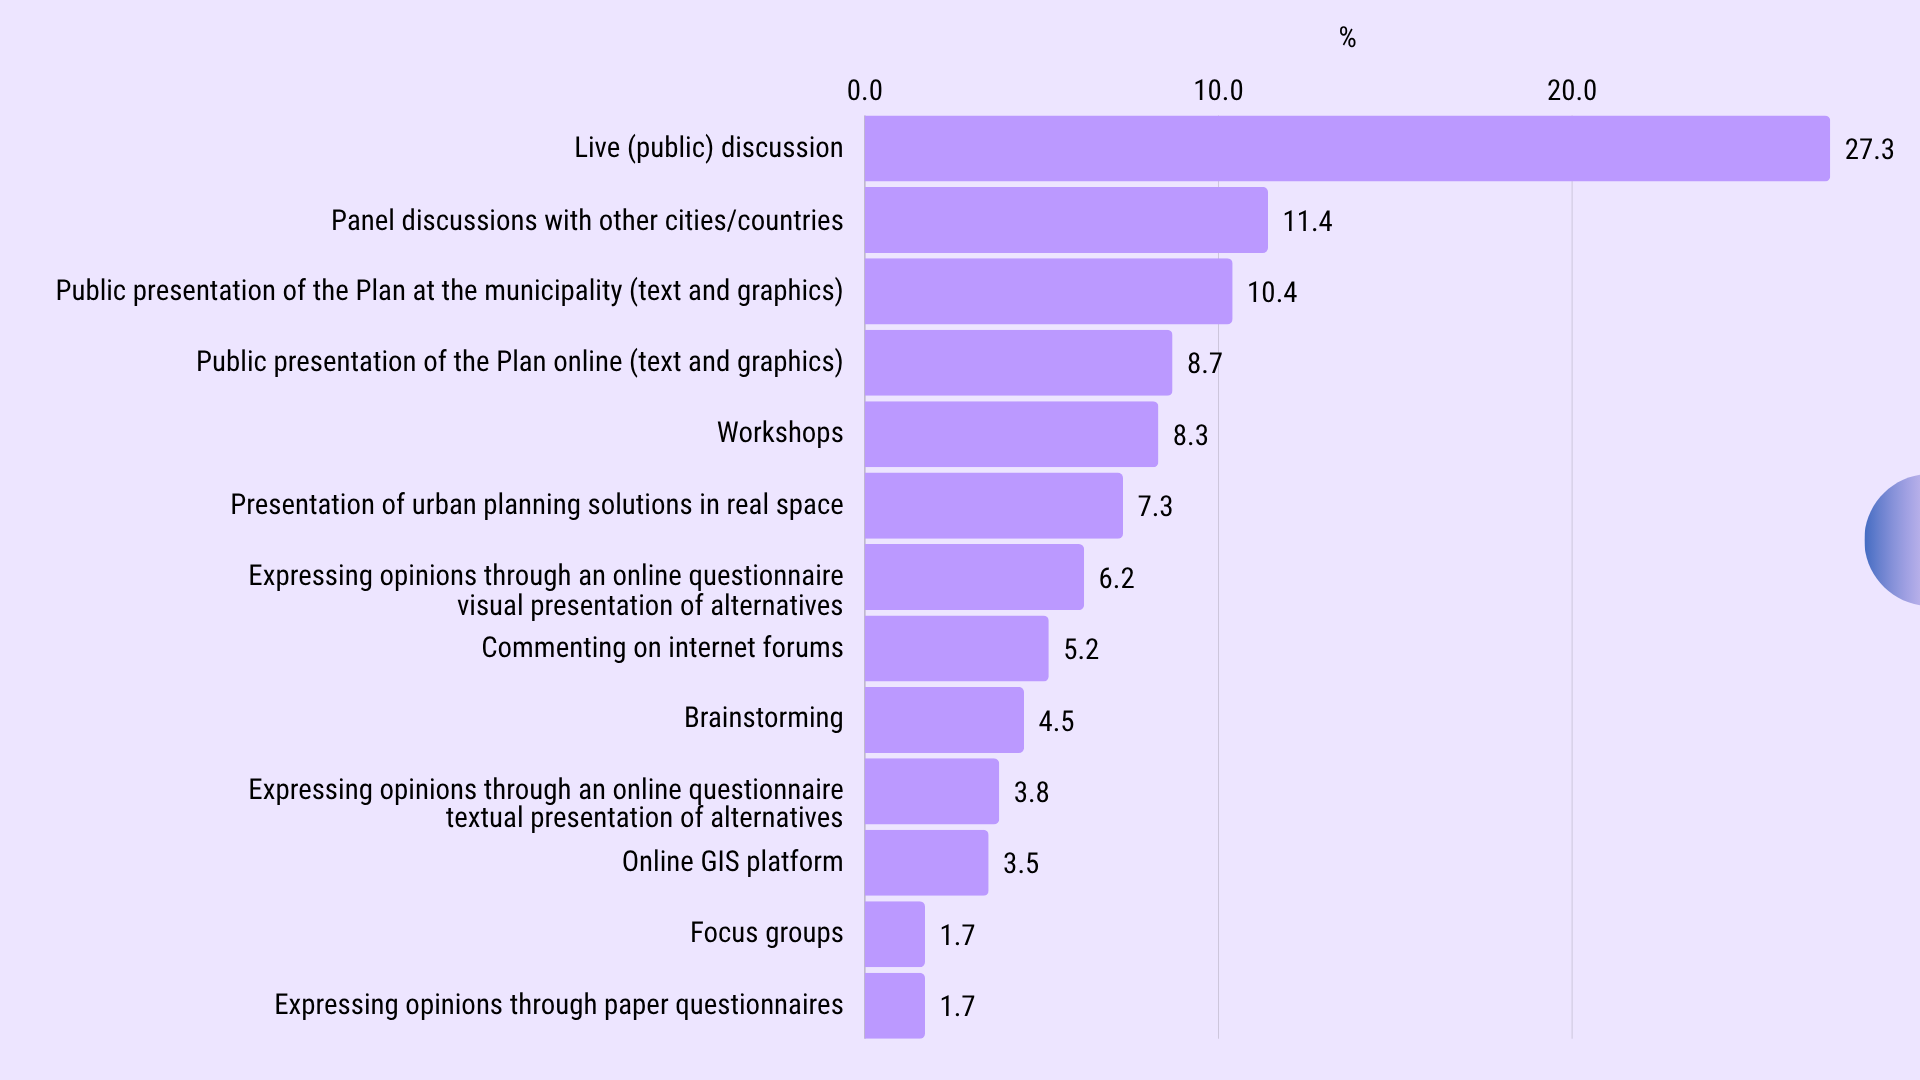 %
0.0 10.0 20.0
Live (public) discussion 27.3
Panel discussions with other cities/countries 11.4
Public presentation of the Plan at the municipality (text and graphics) 10.4
Public presentation of the Plan online (text and graphics) 8.7
Workshops 8.3
Presentation of urban planning solutions in real space 7.3
Expressing opinions through an online questionnaire 6.2
visual presentation of alternatives
Commenting on internet forums 5.2
Brainstorming 4.5
Expressing opinions through an online questionnaire 3.8
textual presentation of alternatives
Online GIS platform 3.5
Focus groups 1.7
Expressing opinions through paper questionnaires 1.7